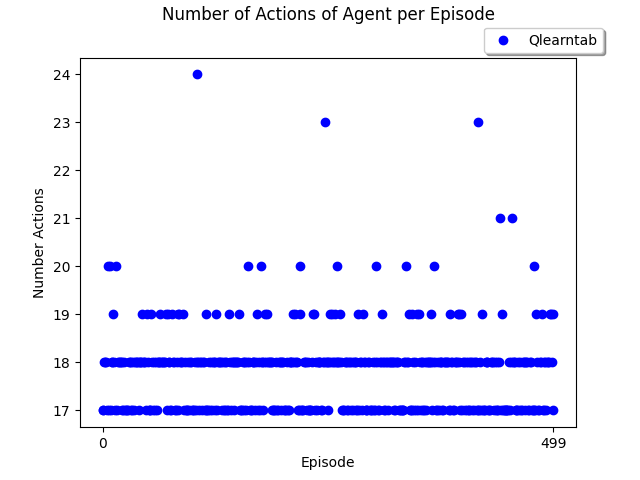 Number of Actions of Agent per Episode
Qlearntab
24
23
22
21
20
19
18
17
Number Actions
0
499
Episode